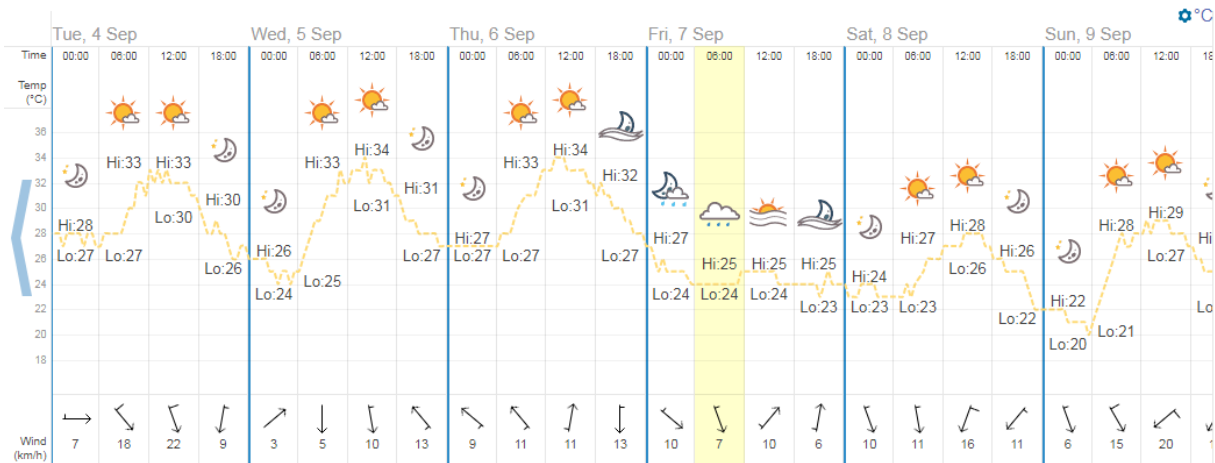 °C
Tue, 4 Sep Wed, 5 Sep Thu, 6 Sep Fri, 7 Sep Sat, 8 Sep Sun, 9 Sep
Time 00:00 06:00 12:00 18:00 00:00 06:00 12:00 18:00 00:00 06:00 12:00 18:00 00:00 06:00 12:00 18:00 00:00 06:00 12:00 18:00 00:00 06:00 12:00 18
Temp
(°C)
36
34
32
30
28
26
24
22
20
18
Hi:28 Hi:33 Hi:33 Hi:30 Hi:26 Hi:33 Hi:34 Hi:31 Hi:27 Hi:33 Hi:34 Hi:32 Hi:27 Hi:25 Hi:25 Hi:25 Hi:24 Hi:27 Hi:28 Hi:26 Hi:22 Hi:28 Hi:29 Hi
Lo:27 Lo:27 Lo:30 Lo:26 Lo:24 Lo:25 Lo:31 Lo:27 Lo:27 Lo:27 Lo:31 Lo:27 Lo:24 Lo:24 Lo:24 Lo:23 Lo:23 Lo:23 Lo:26 Lo:22 Lo:20 Lo:21 Lo:27 Lo
Wind
(km/h)
7 18 22 9 3 5 10 13 9 11 11 13 10 7 10 6 10 11 16 11 6 15 20